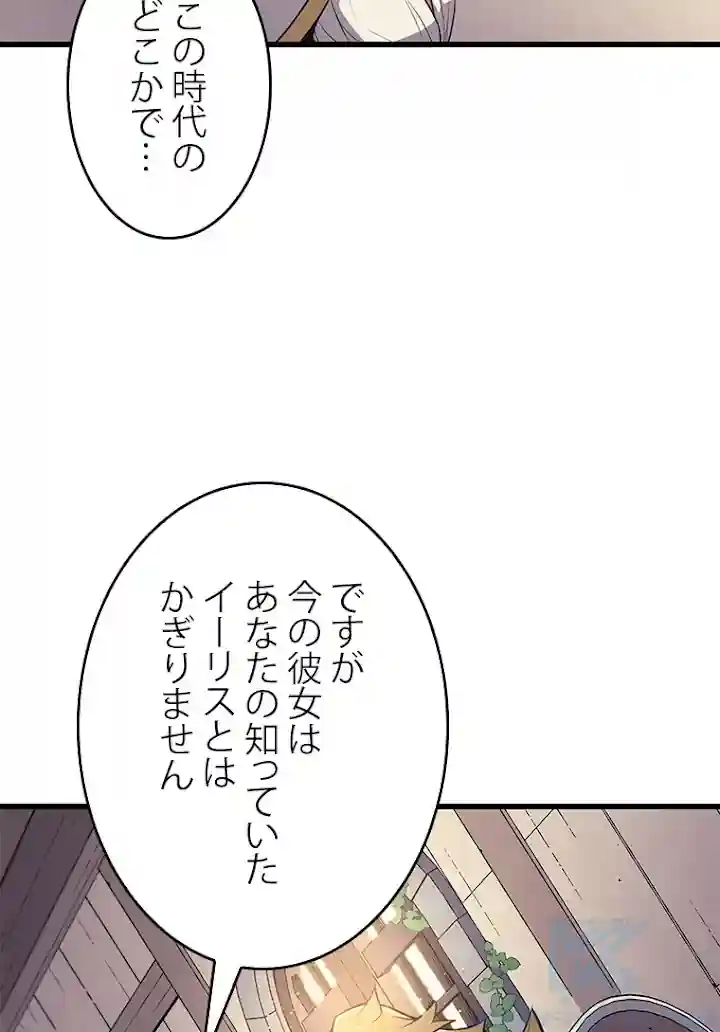 この時代の
どこかで…
ですが
今の彼女は
あなたの知っていた
イーリスとは
かぎりません